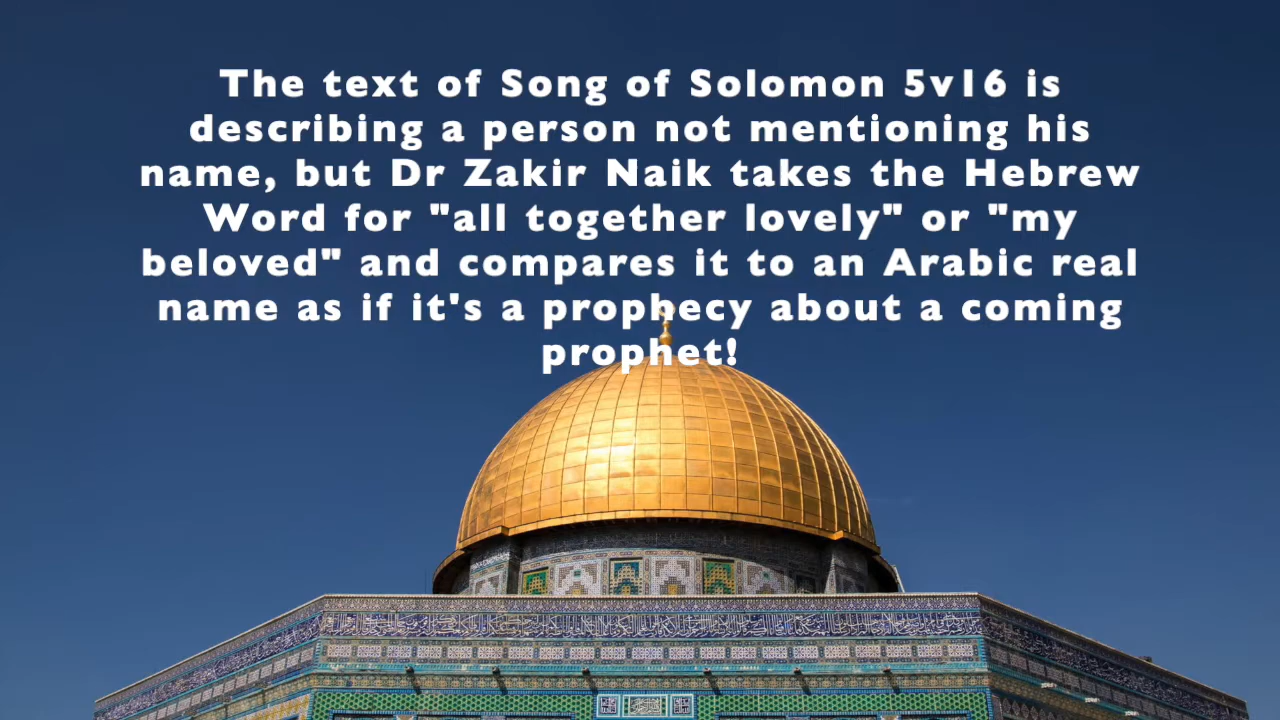 The text of Song of Solomon 5v16 is
describing a person not mentioning his
name, but Dr Zakir Naik takes the Hebrew
Word for "all together lovely" or "my
beloved" and compares it to an Arabic real
name as if it's a prophecy about a coming
prophet!